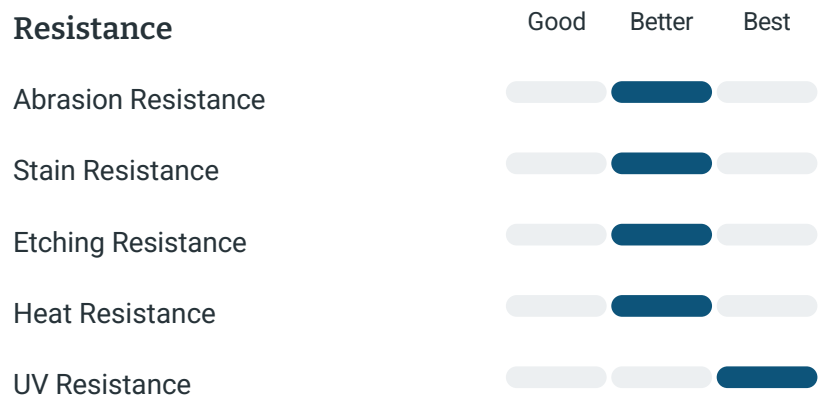 Resistance Good Better Best
Abrasion Resistance
Stain Resistance
Etching Resistance
Heat Resistance
UV Resistance